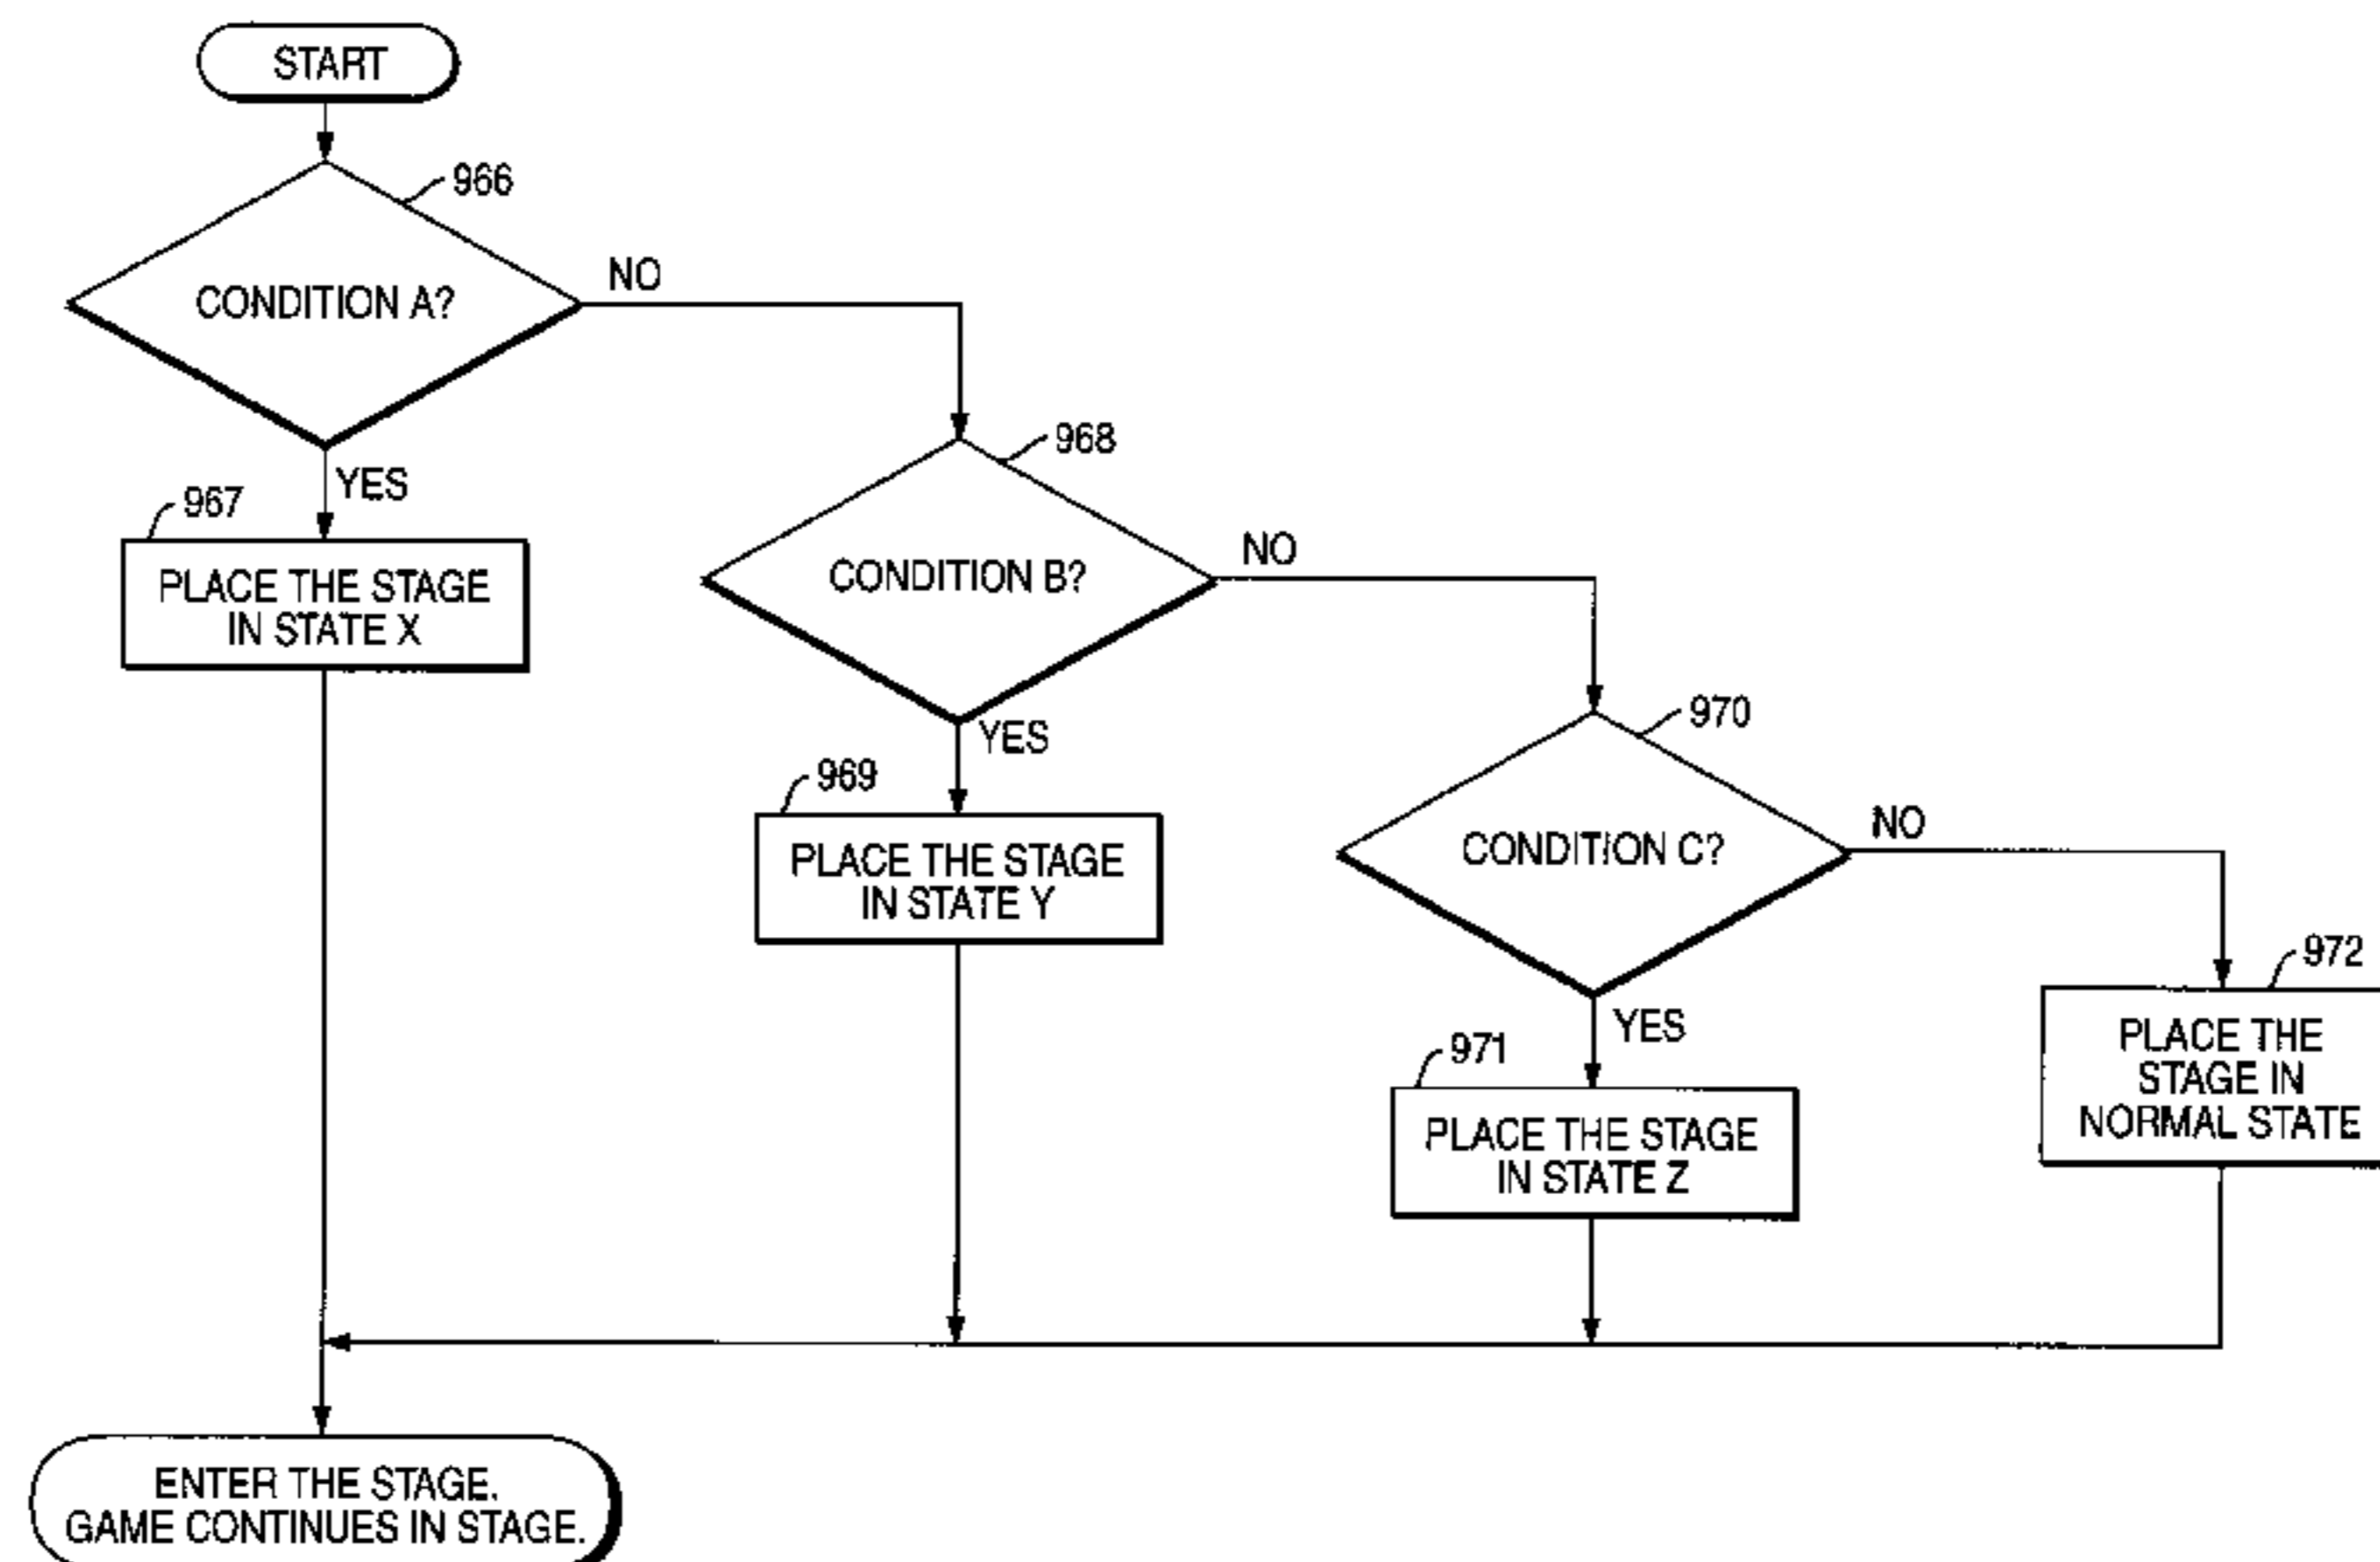 START
966
CONDITION A?
NO
YES
967
PLACE THE STAGE
IN STATE X
968
CONDITION B?
NO
YES
969
PLACE THE STAGE
IN STATE Y
970
CONDITION C?
NO
YES
971
PLACE THE STAGE
IN STATE Z
972
PLACE THE
STAGE IN
NORMAL STATE
ENTER THE STAGE.
GAME CONTINUES IN STAGE.